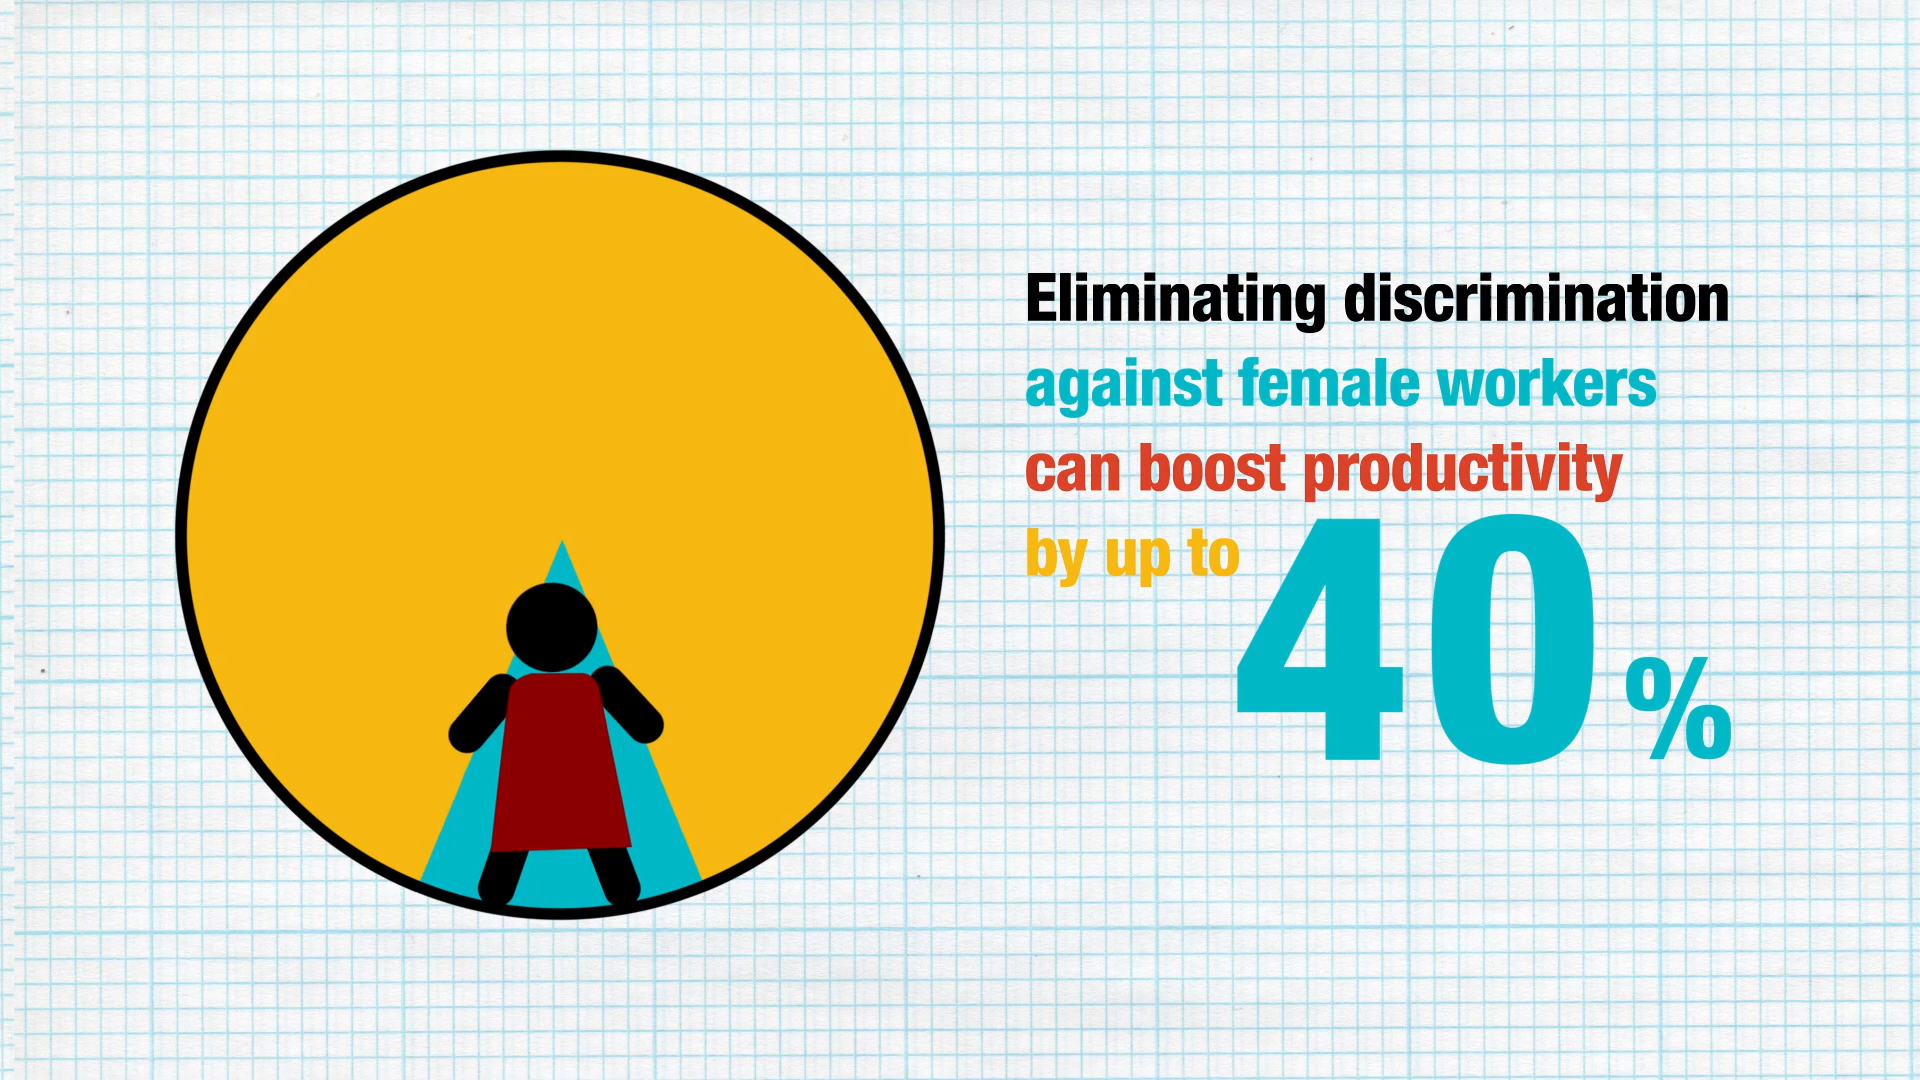 Eliminating discrimination
against female workers
can boost productivity
by up to 40 %